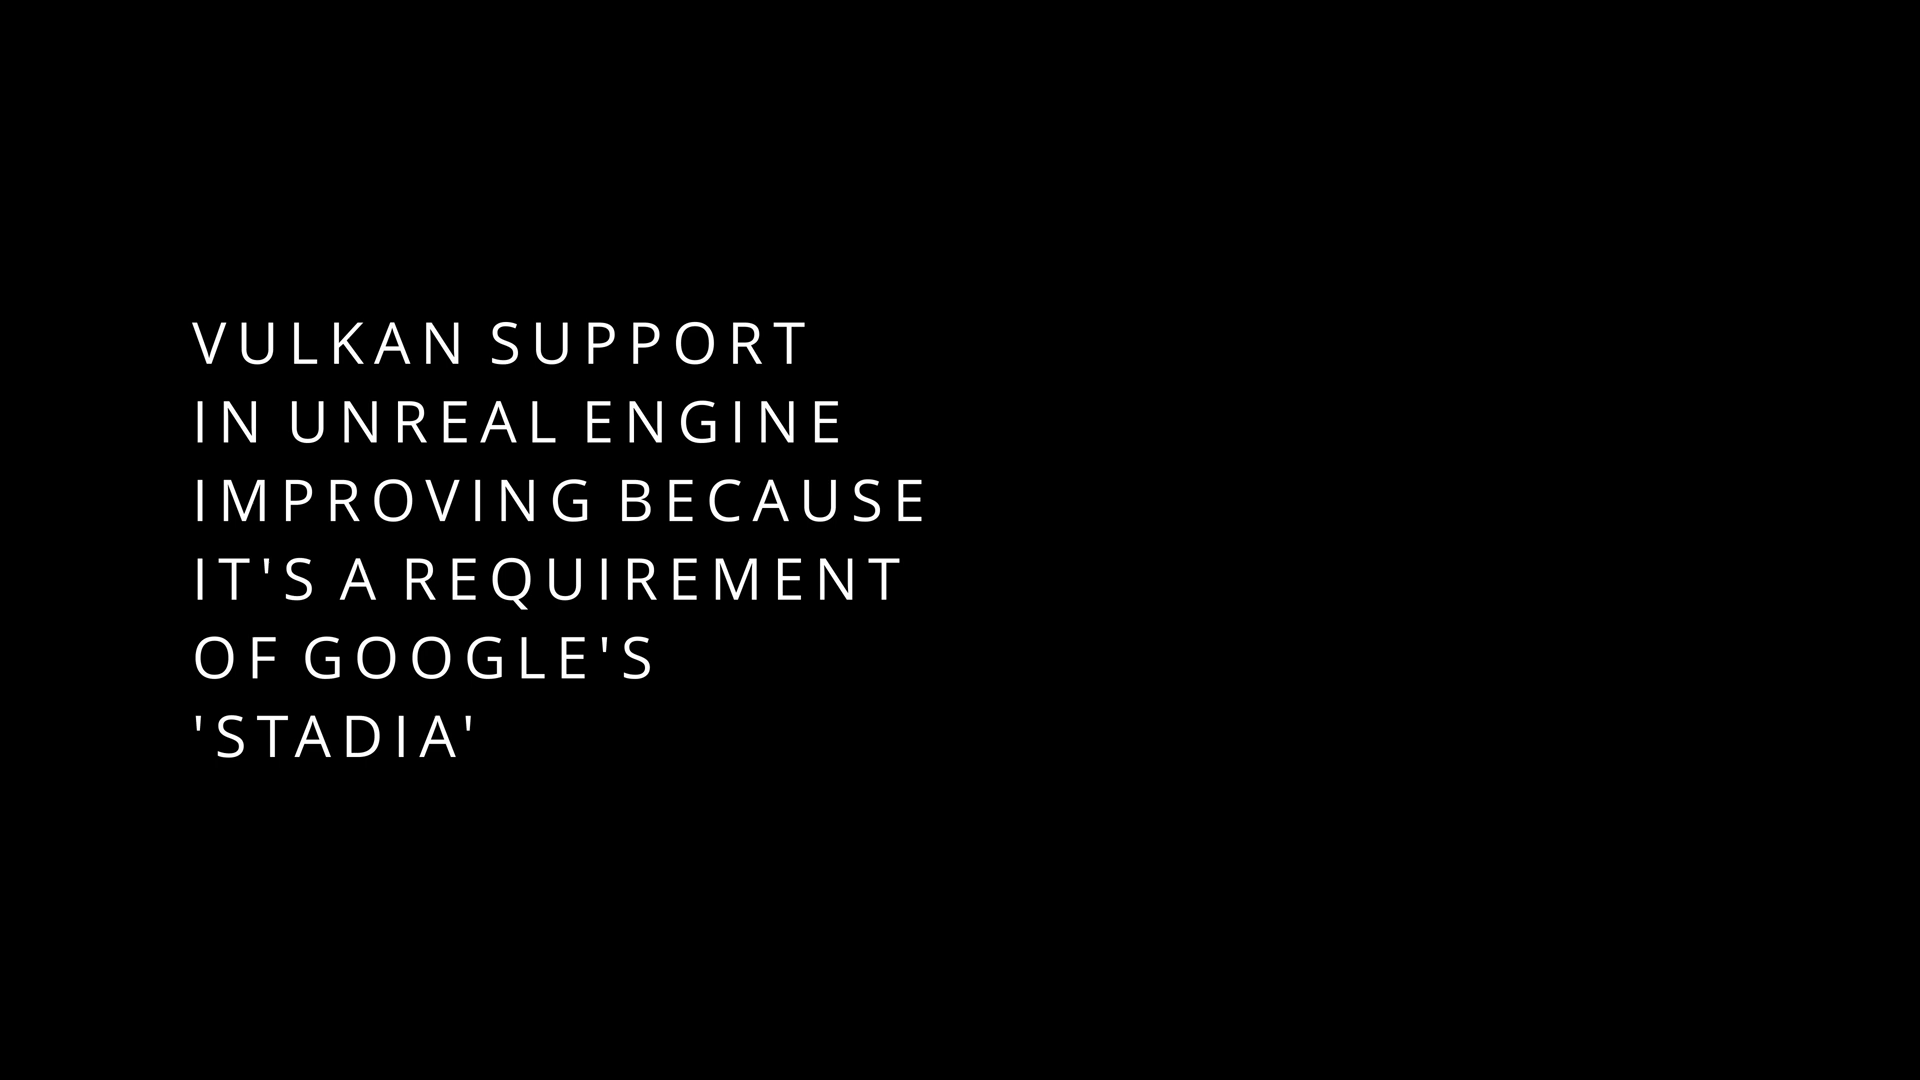 VULKAN SUPPORT
IN UNREAL ENGINE
IMPROVING BECAUSE
IT'S A REQUIREMENT
OF GOOGLE'S
'STADIA'